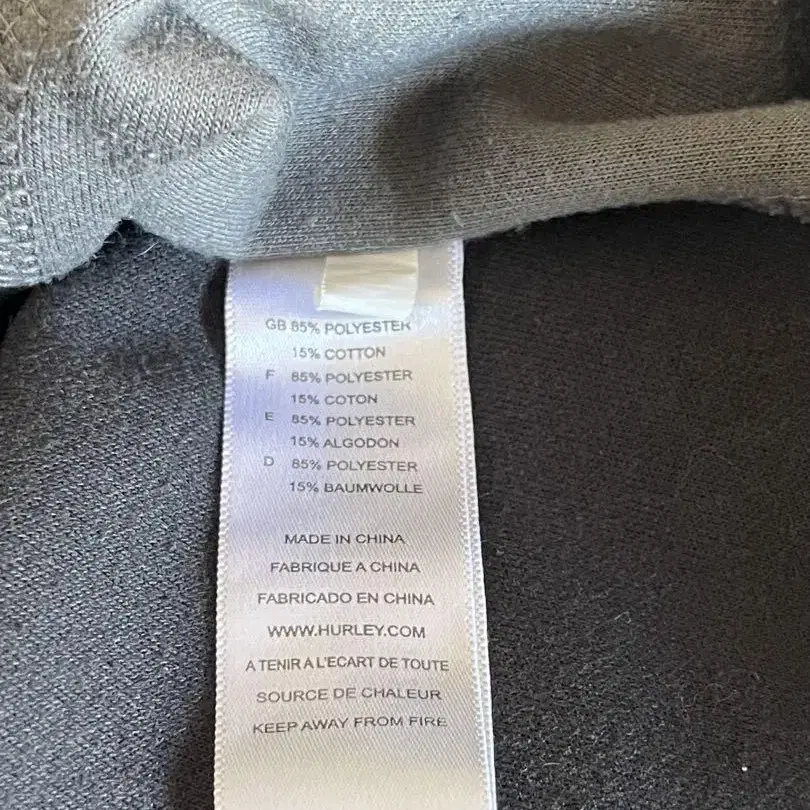 GB 85% POLYESTER
15% COTTON
F 85% POLYESTER
15% COTON
E 85% POLYESTER
15% ALGODON
D 85% POLYESTER
15% BAUMWOLLE
MADE IN CHINA
FABRIQUE A CHINA
FABRICADO EN CHINA
WWW.HURLEY.COM
A TENIR À L'ECART DE TOUTE
SOURCE DE CHALEUR
KEEP AWAY FROM FIRE